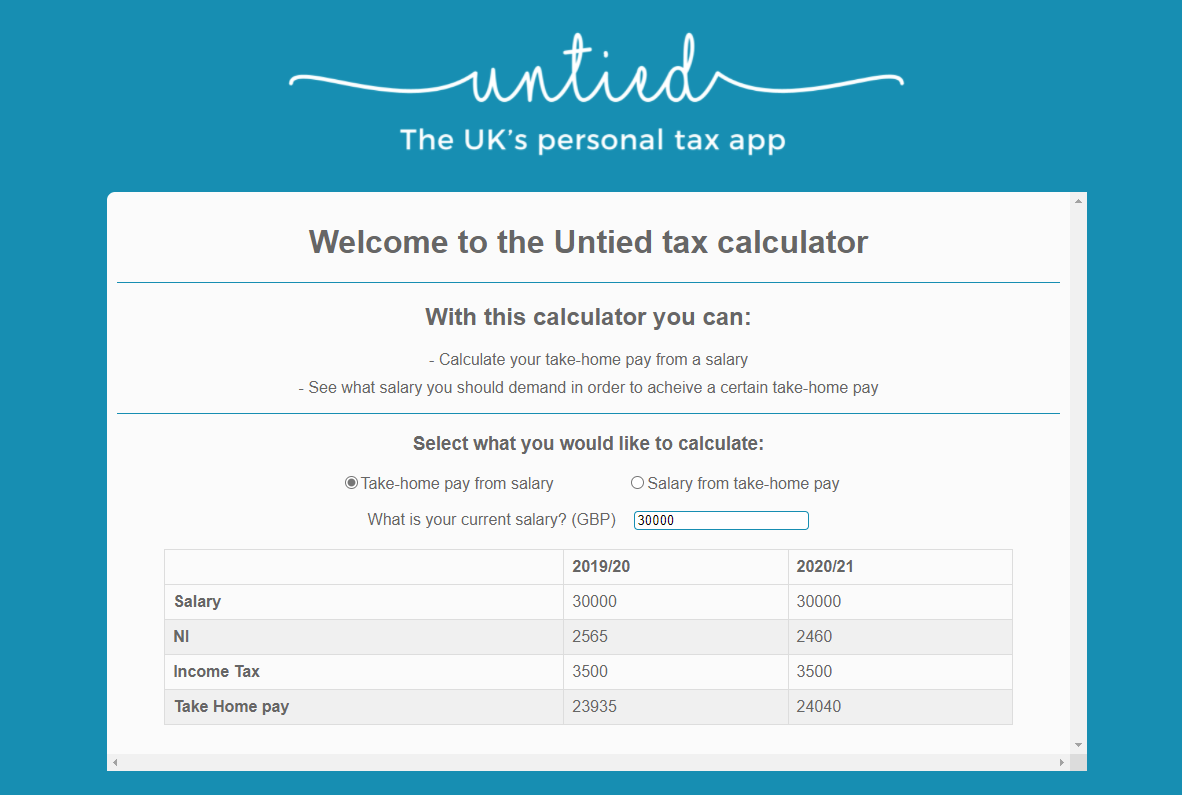 untied
The UK's personal tax app
Welcome to the Untied tax calculator
With this calculator you can:
- Calculate your take-home pay from a salary
- See what salary you should demand in order to acheive a certain take-home pay
Select what you would like to calculate:
Take-home pay from salary Salary from take-home pay
What is your current salary? (GBP) 30000
2019/20 2020/21
Salary 30000 30000
NI 2565 2460
Income Tax 3500 3500
Take Home pay 23935 24040